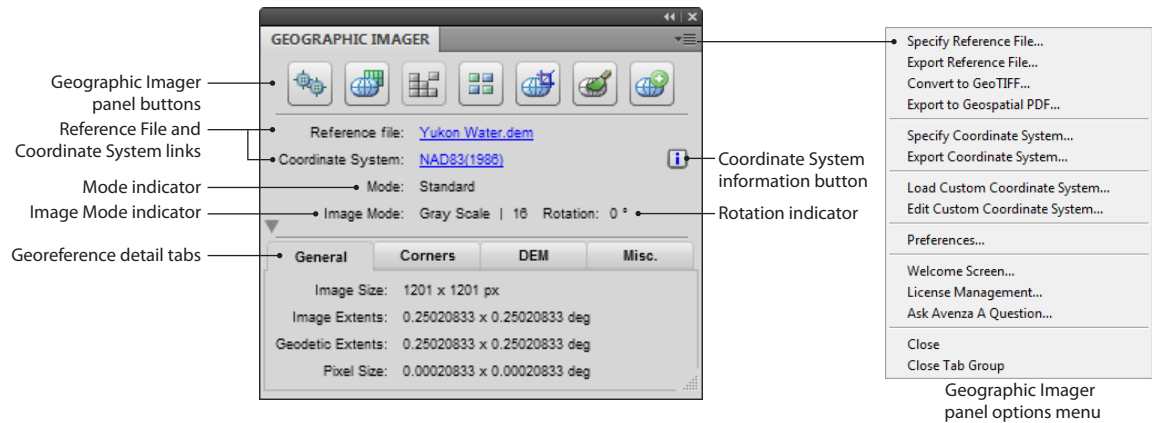 GEOGRAPHIC IMAGER
Geographic Imager
panel buttons
Reference File and
Coordinate System links
Mode indicator
Image Mode indicator
Georeference detail tabs
Reference file: Yukon Water.dem
Coordinate System: NAD83(1986)
i
Mode: Standard
Image Mode: Gray Scale | 16 Rotation: 0 °
Coordinate System
information button
Rotation indicator
General Corners DEM Misc.
Image Size: 1201 x 1201 px
Image Extents: 0.25020833 x 0.25020833 deg
Geodetic Extents: 0.25020833 x 0.25020833 deg
Pixel Size: 0.00020833 x 0.00020833 deg
Specify Reference File...
Export Reference File...
Convert to GeoTIFF...
Export to Geospatial PDF...
Specify Coordinate System...
Export Coordinate System...
Load Custom Coordinate System...
Edit Custom Coordinate System...
Preferences...
Welcome Screen...
License Management...
Ask Avenza A Question...
Close
Close Tab Group
Geographic Imager
panel options menu